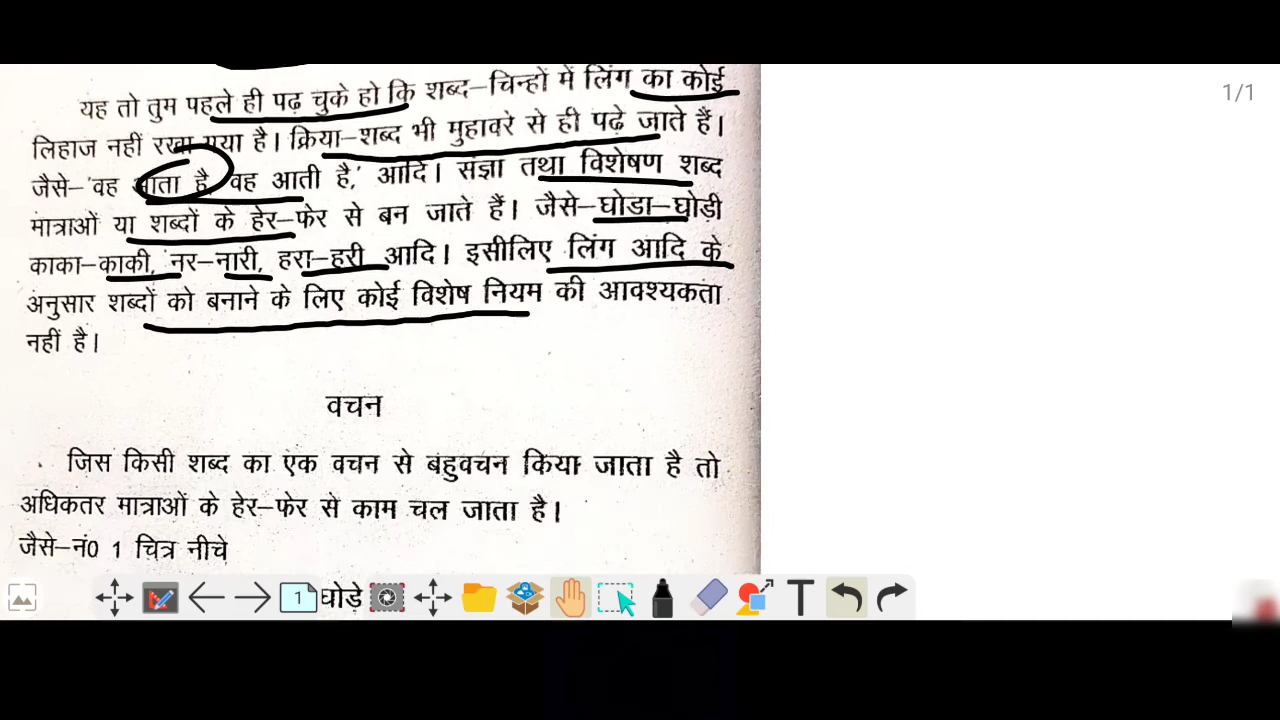 1/1
यह तो तुम पहले ही पढ़ चुके हो कि शब्द–चिन्हों में लिंग का कोई
लिहाज नहीं रखा गया है। क्रिया–शब्द भी मुहावरे से ही पढ़े जाते हैं।
जैसे–'वह आता है, वह आती है,' आदि। संज्ञा तथा विशेषण शब्द
मात्राओं या शब्दों के हेर–फेर से बन जाते हैं। जैसे–घोडा–घोड़ी
काका–काकी, नर–नारी, हरा–हरी आदि। इसीलिए लिंग आदि के
अनुसार शब्दों को बनाने के लिए कोई विशेष नियम की आवश्यकता
नहीं है।
वचन
जिस किसी शब्द का एक वचन से बहुवचन किया जाता है तो
अधिकतर मात्राओं के हेर–फेर से काम चल जाता है।
जैसे–नं0 1 चित्र नीचे
1 घोड़े T